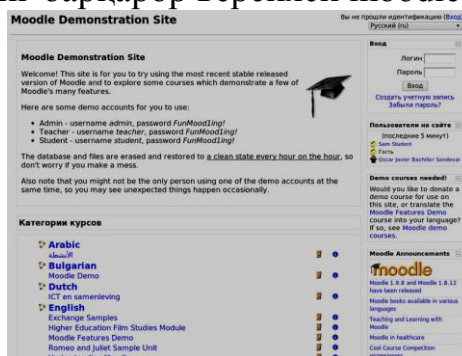 барқарор
Moodle Demonstration Site
Вы не прошли идентификацию (Вход
Русский (ru)
Moodle Demonstration Site
Welcome! This site is for you to try using the most recent stable released
version of Moodle and to explore some courses which demonstrate a few of
Moodle's many features.
Here are some demo accounts for you to use:
• Admin - username admin, password FunMood1ing!
• Teacher - username teacher, password FunMood1ing!
• Student - username student, password FunMood1ing!
The database and files are erased and restored to a clean state every hour on the hour, so
don't worry if you make a mess.
Also note that you might not be the only person using one of the demo accounts at the
same time, so you may see unexpected things happen occasionally.
Категории курсов
Arabic
الأنشطة
Bulgarian
Moodle Demo
Dutch
ICT en samenleving
English
Exchange Samples
Higher Education Film Studies Module
Moodle Features Demo
Romeo and Juliet Sample Unit
Вход
Логин
Пароль
Вход
Создать учетную запись
Забыли пароль?
Пользователи на сайте
(последние 5 минут)
Sam Student
Гость
Oscar Javier Bachiller Sandoval
Demo courses needed!
Would you like to donate a
demo course for use on
this site, or translate the
Moodle Features Demo
course into your language?
If so, see Moodle demo
courses.
Moodle Announcements
moodle
Moodle 1.9.8 and Moodle 1.8.12
have been released
Moodle books available in various
languages
Teaching and Learning with
Moodle
Moodle in healthcare
Cool Course Competition